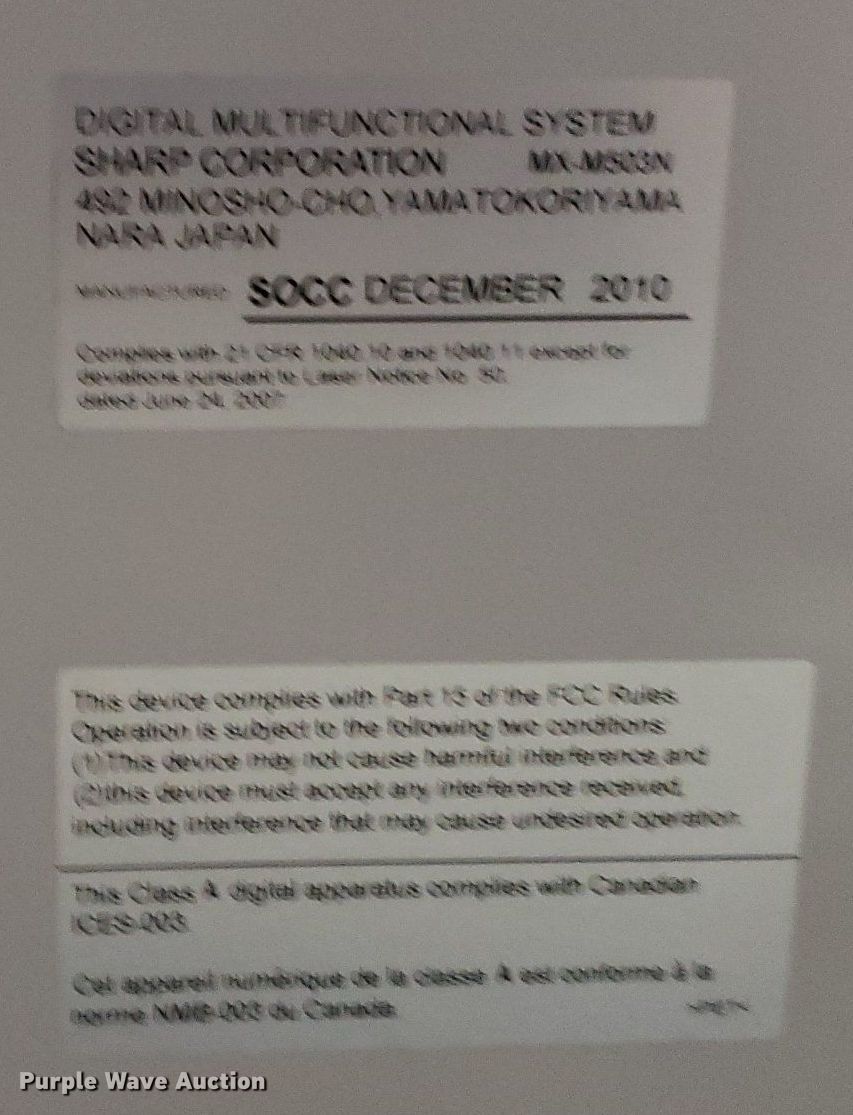 DIGITAL MULTIFUNCTIONAL SYSTEM
SHARP CORPORATION MX-M503N
492 MINOSHO-CHO,YAMATOKORIYAMA
NARA JAPAN
MANUFACTURED SOCC DECEMBER 2010
Complies with 21 CFR 1040.10 and 1040.11 except for
deviations pursuant to Laser Notice No. 50,
dated June 24, 2007
This device complies with Part 15 of the FCC Rules.
Operation is subject to the following two conditions:
(1)This device may not cause harmful interference,and
(2)this device must accept any interference received,
including interference that may cause undesired operation.
This Class A digital apparatus complies with Canadian
ICES-003.
Cet appareil numérique de la classe A est conforme à la
norme NMB-003 du Canada.
Purple Wave Auction